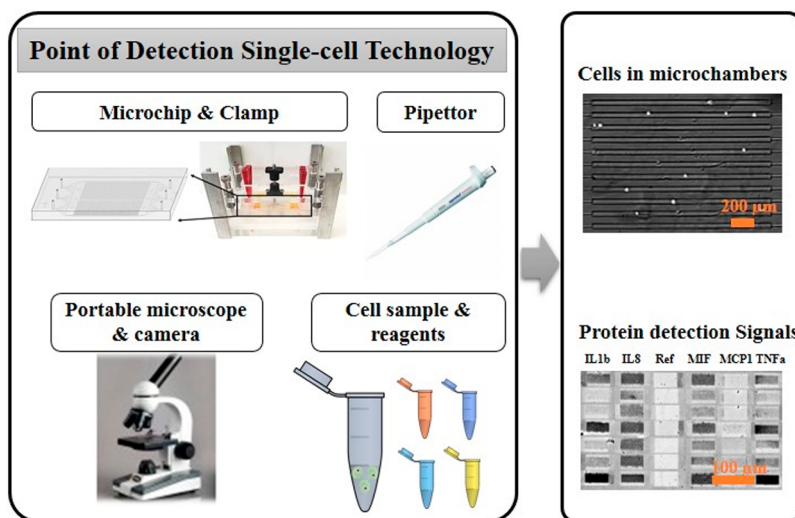 Point of Detection Single-cell Technology
Microchip & Clamp
Pipettor
Portable microscope
& camera
Cell sample &
reagents
Cells in microchambers
200 μm
Protein detection Signals
IL1b IL8 Ref MIF MCP1 TNFa
100 μm